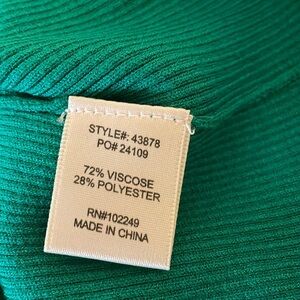 STYLE#: 43878
PO# 24109
72% VISCOSE
28% POLYESTER
RN#102249
MADE IN CHINA